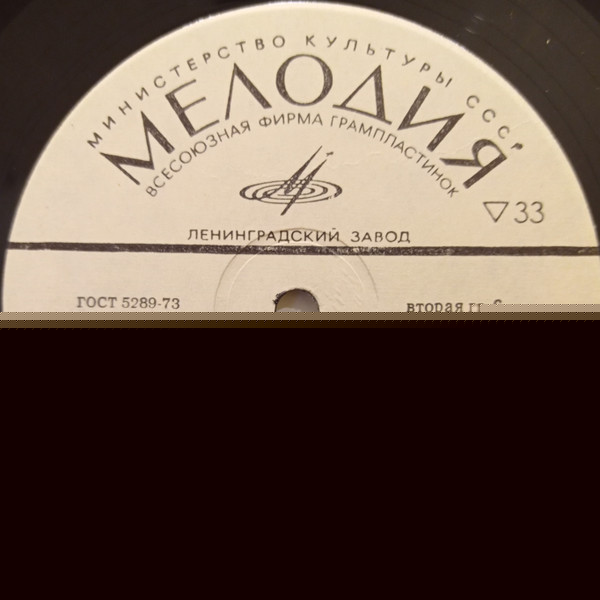 МИНИСТЕРСТВО КУЛЬТУРЫ СССР
МЕЛОДИЯ
ВСЕСОЮЗНАЯ ФИРМА ГРАМПЛАСТИНОК
33
ЛЕНИНГРАДСКИЙ ЗАВОД
ГОСТ 5289-73 вторая